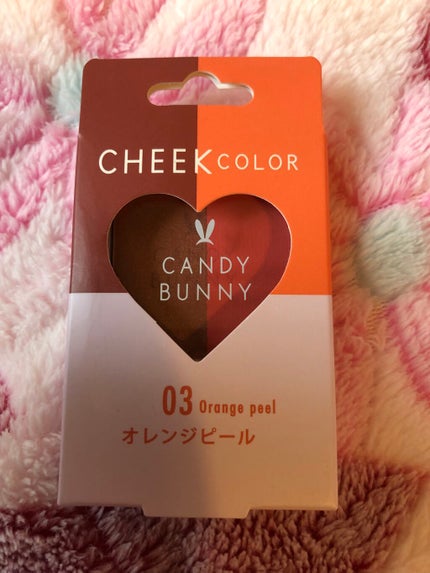 CHEEK COLOR
CANDY
BUNNY
03 Orange peel
オレンジピール